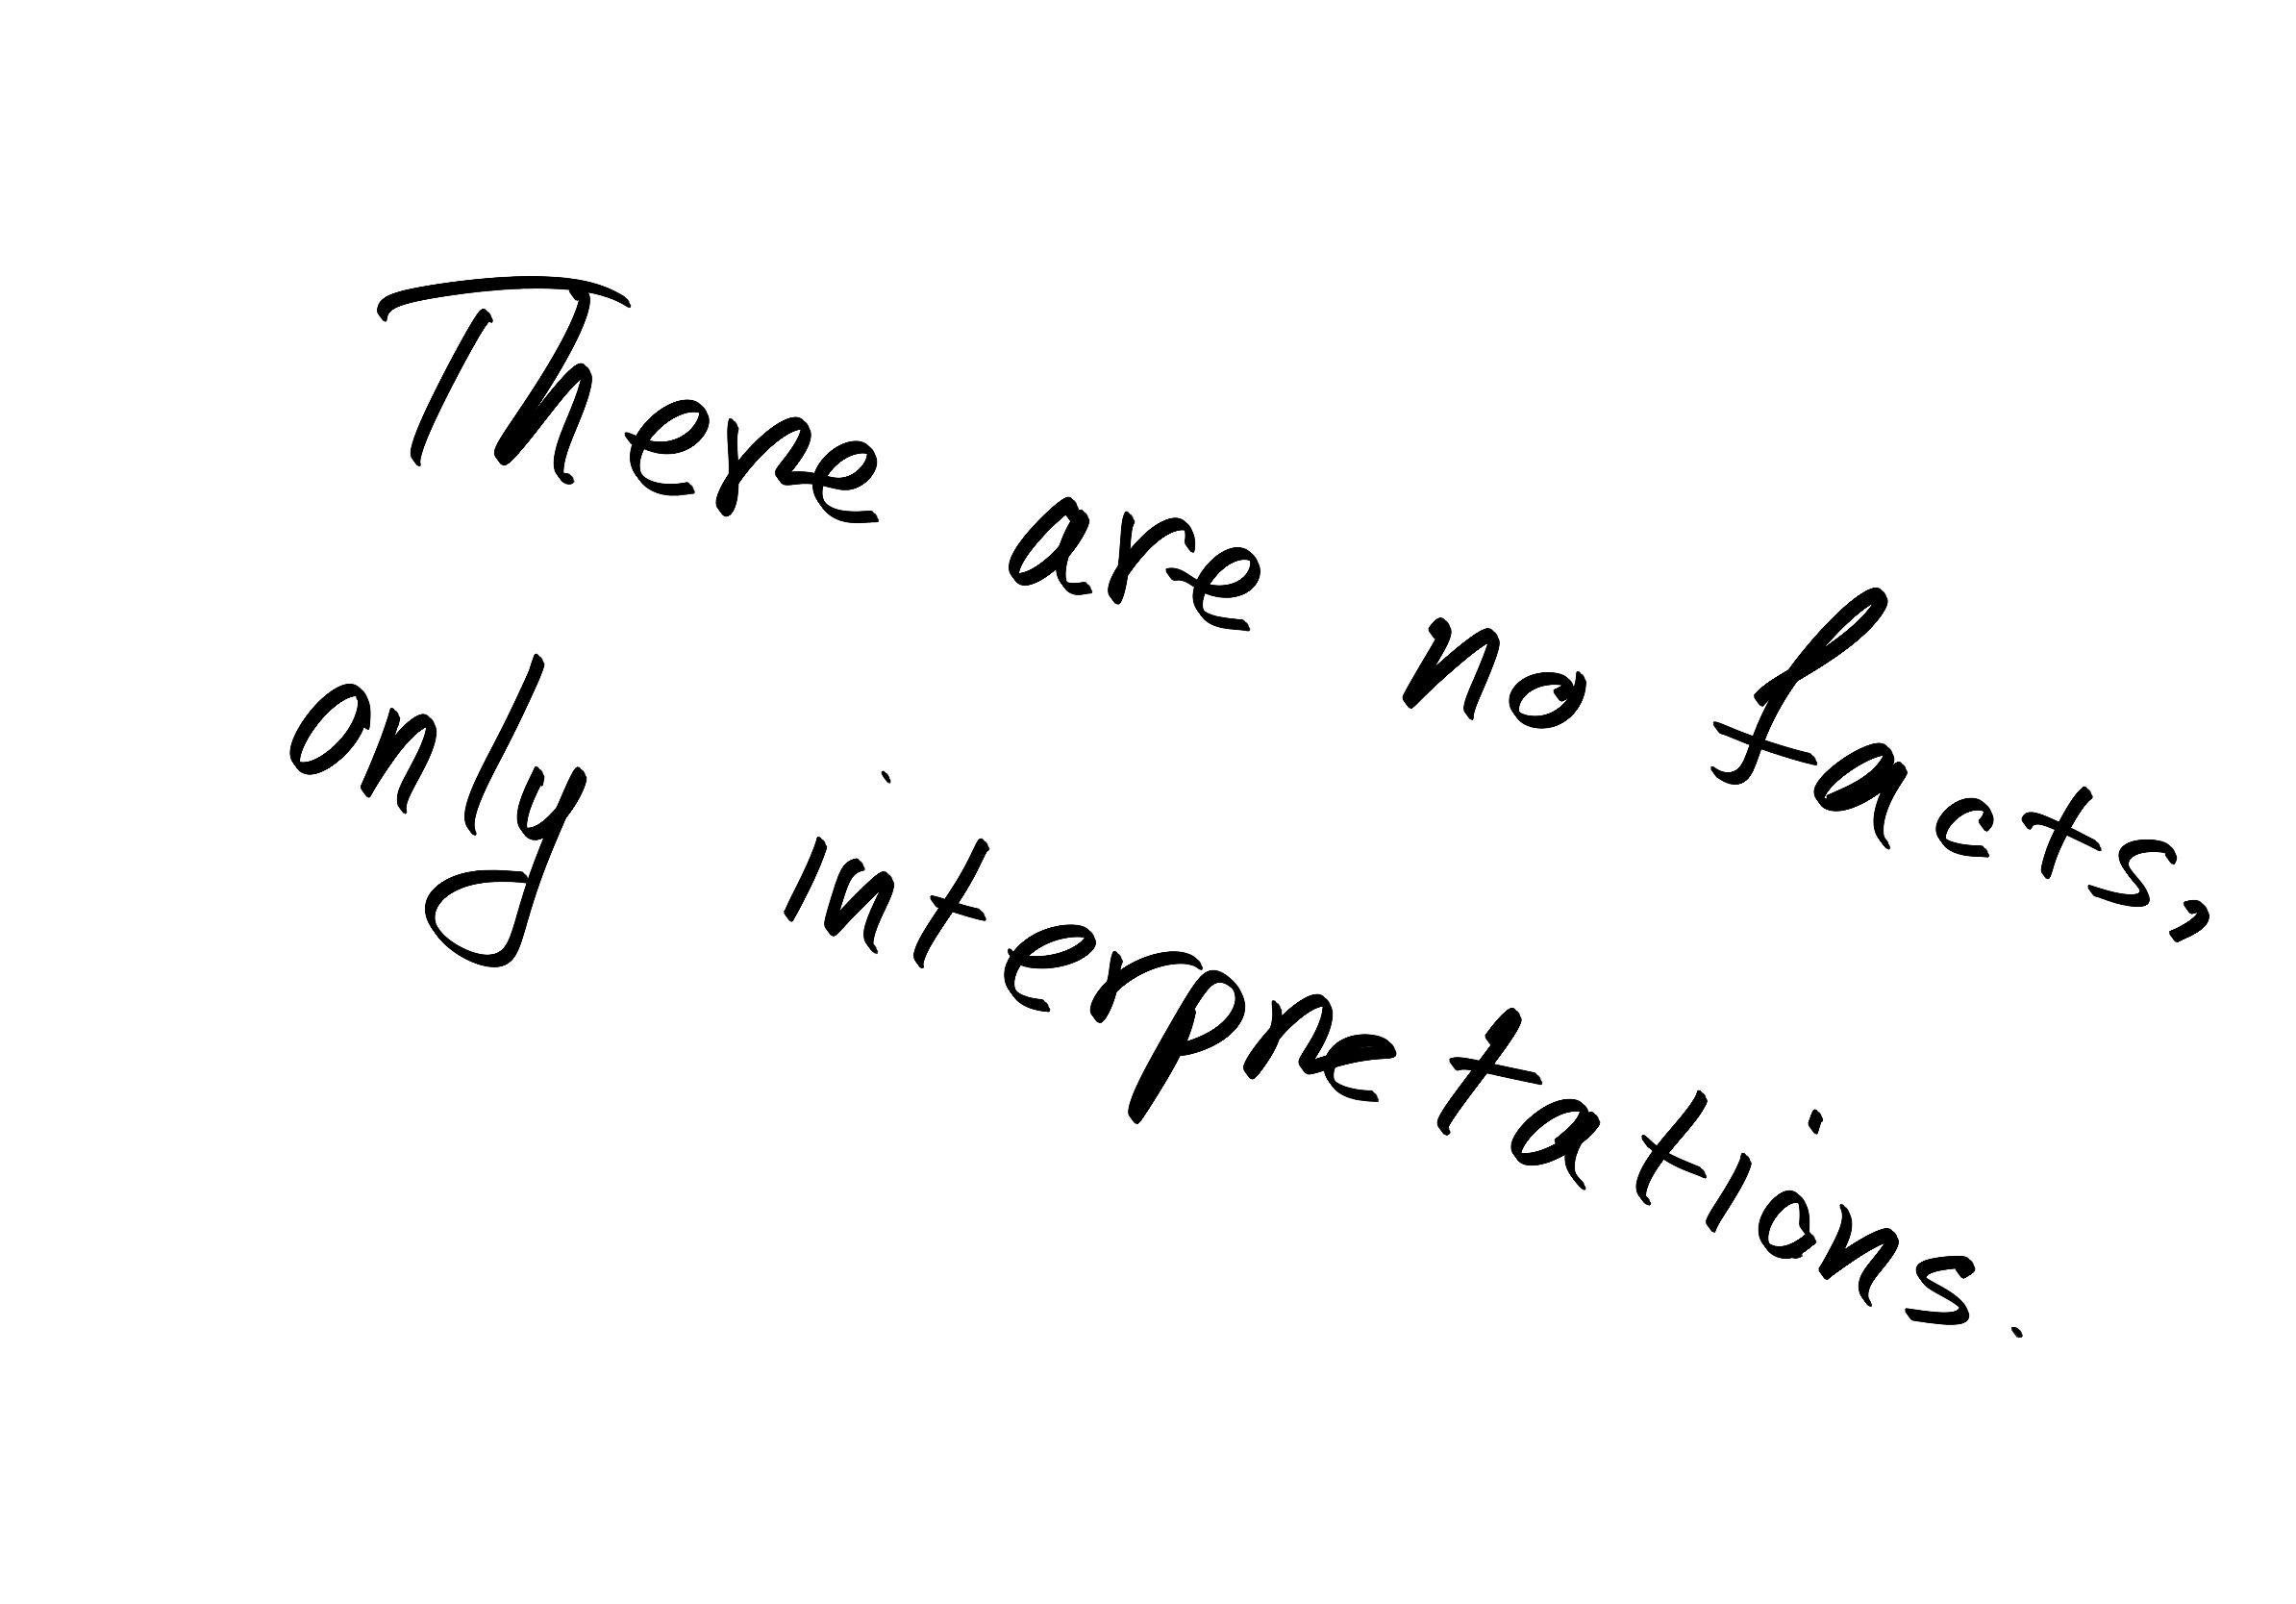 There are no facts,
only interpretations.